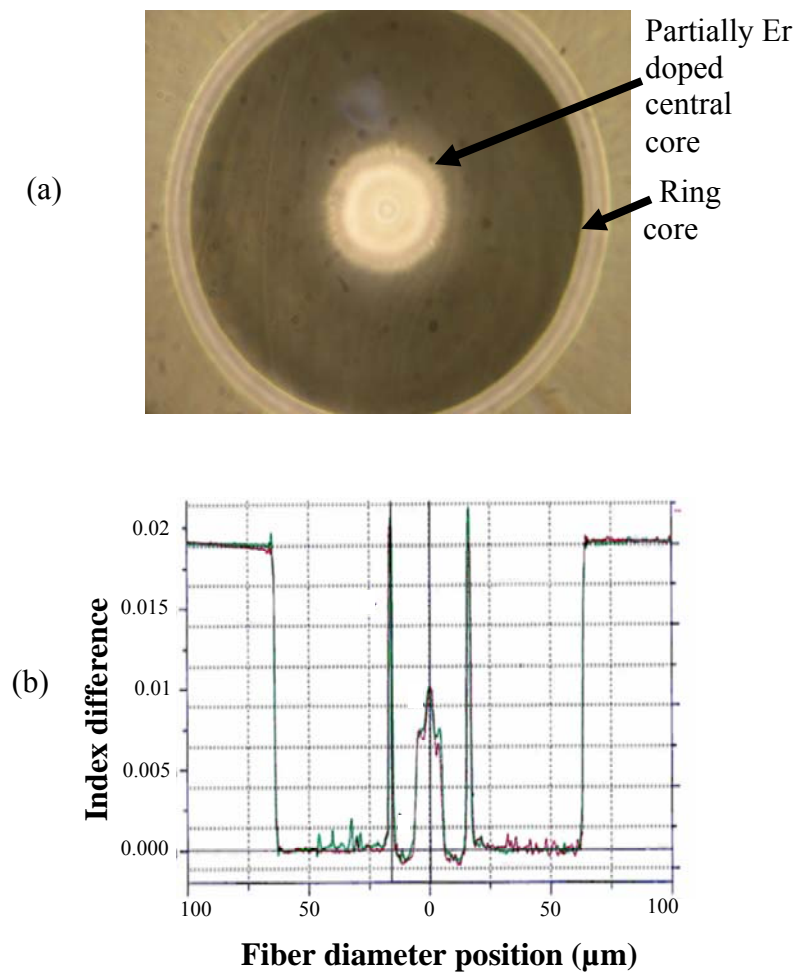 Partially Er
doped
central
core
(a)
Ring
core
(b)
Index difference
0.02
0.015
0.01
0.005
0.000
100
50
0
50
100
Fiber diameter position (µm)